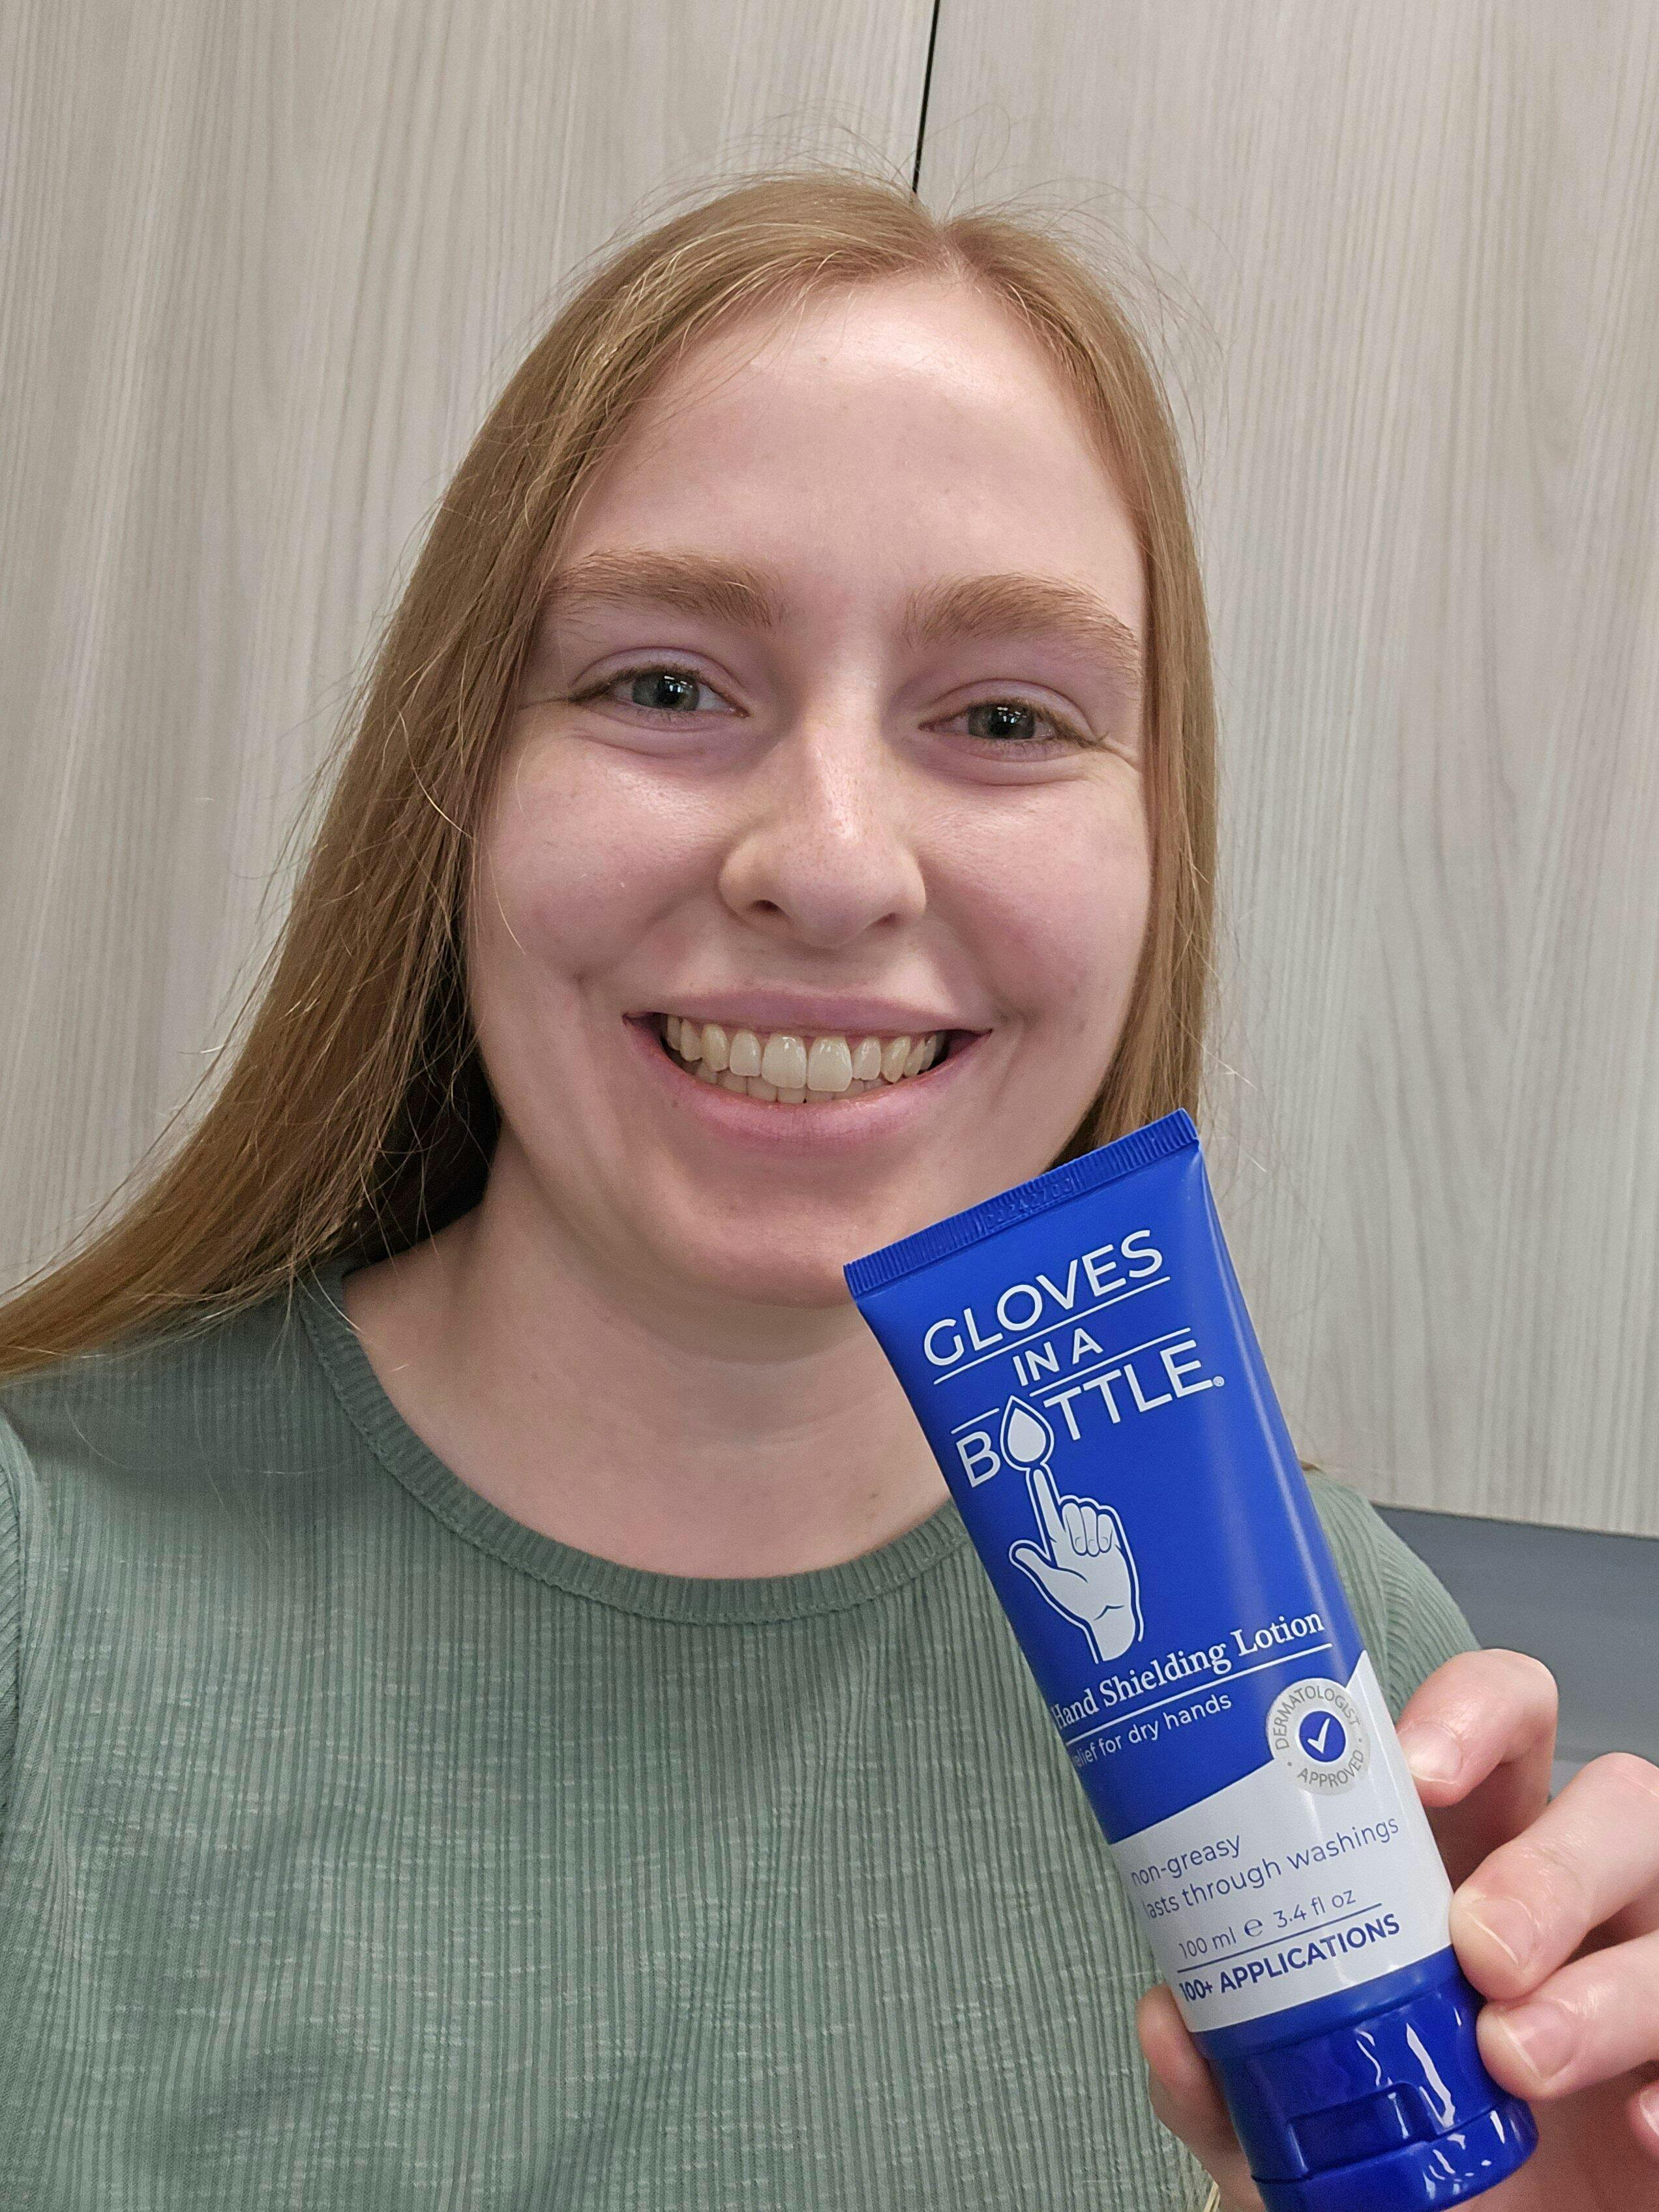 GLOVES
IN A
BOTTLE®
Hand Shielding Lotion
for dry hands
DERMATOLOGIST
APPROVED
non-greasy
lasts through washings
100 ml e 3.4 fl oz
100+ APPLICATIONS